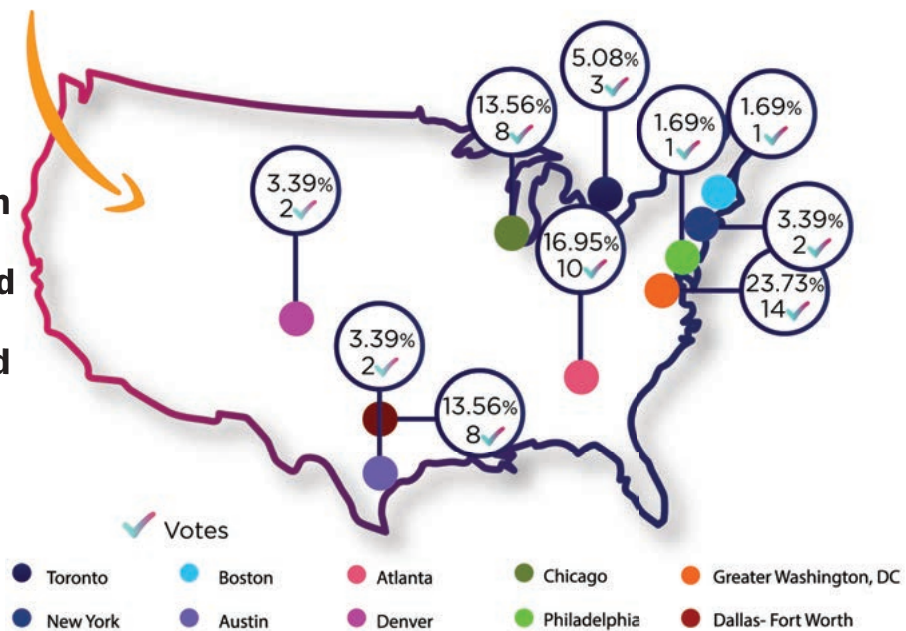 5.08%
3
13.56%
8
1.69%
1
1.69%
1
3.39%
2
16.95%
10
3.39%
2
23.73%
14
3.39%
2
13.56%
8
n
d
d
Votes
Toronto
Boston
Atlanta
Chicago
Greater Washington, DC
New York
Austin
Denver
Philadelphia
Dallas- Fort Worth